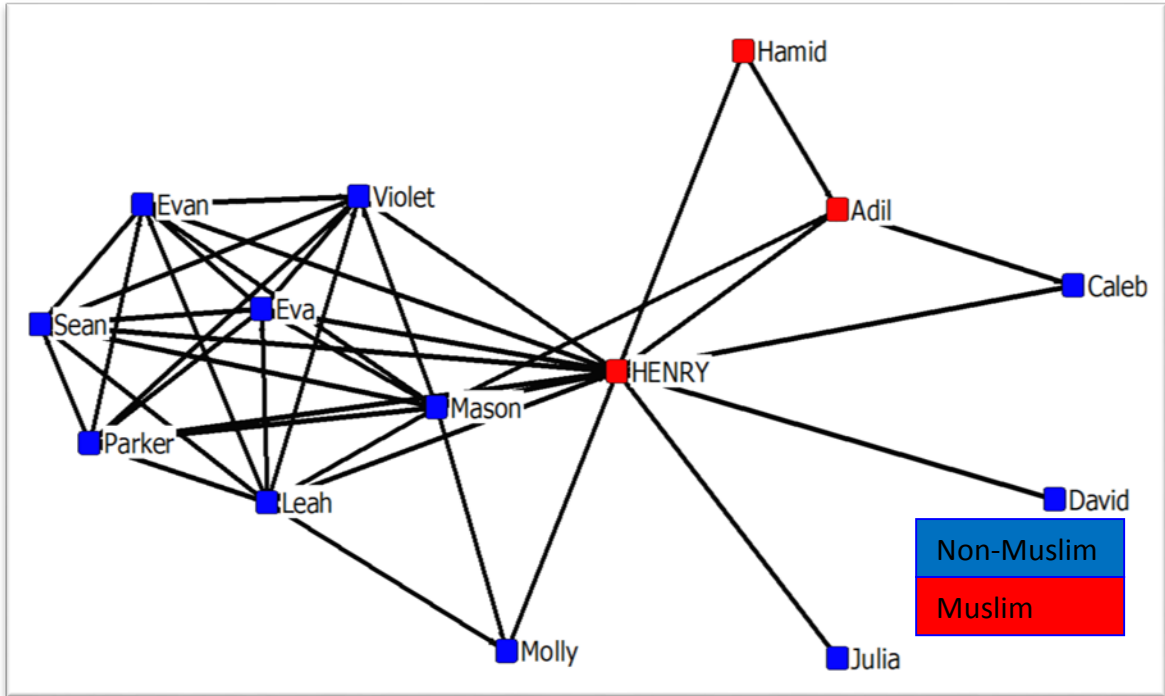 Hamid
Evan
Violet
Adil
Caleb
Eva
Sean
HENRY
Mason
Parker
Leah
David
Non-Muslim
Muslim
Molly
Julia